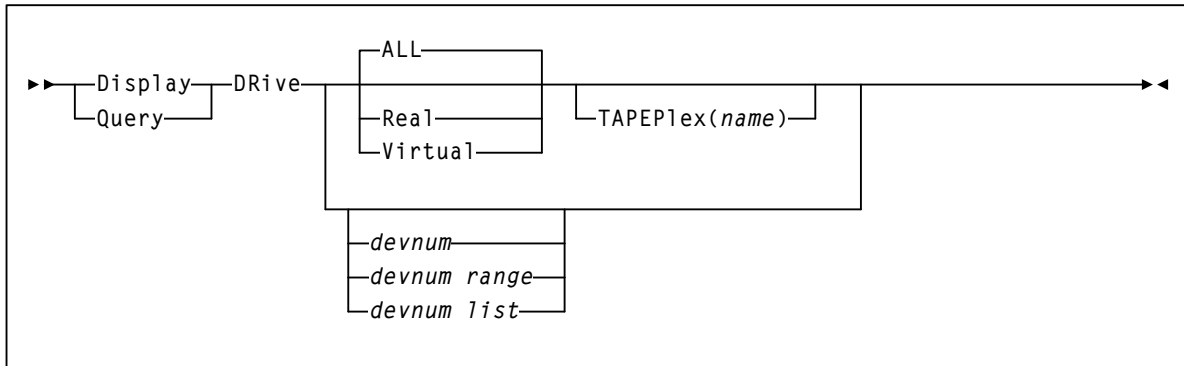 ALL
Display DRive
Query Real TAPEPlex(name)
Virtual
devnum
devnum range
devnum list